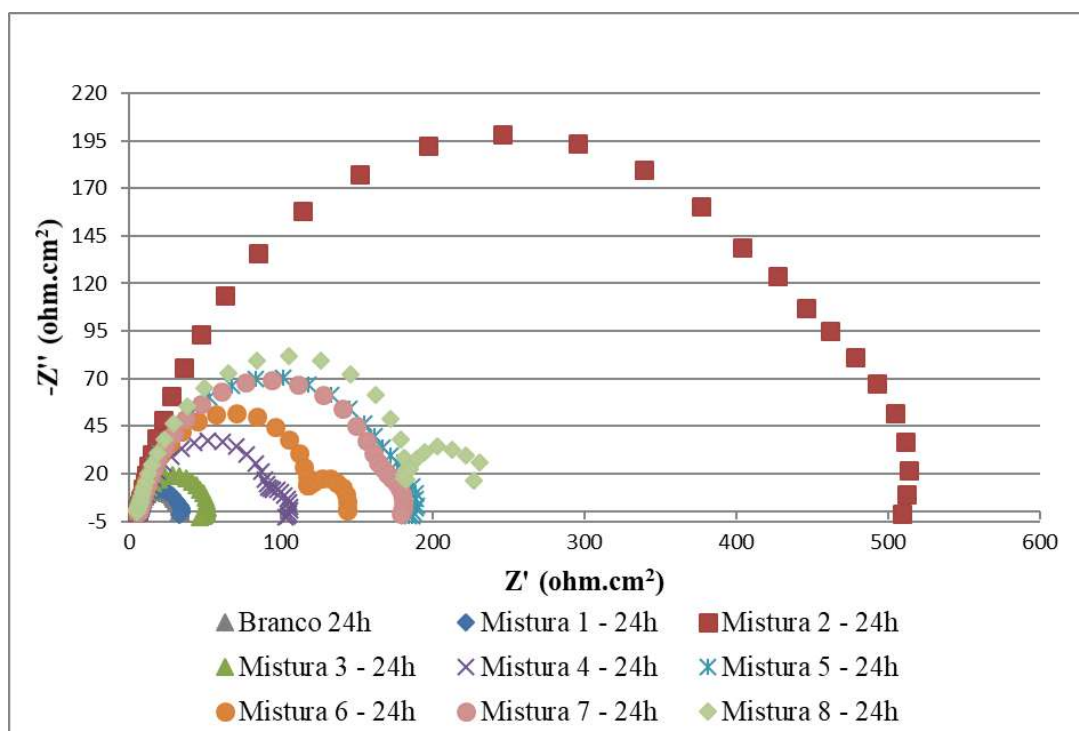 220
195
170
145
120
95
70
45
20
-5
-Z'' (ohm.cm²)
0 100 200 300 400 500 600
Z' (ohm.cm²)
Branco 24h Mistura 1 - 24h Mistura 2 - 24h
Mistura 3 - 24h Mistura 4 - 24h Mistura 5 - 24h
Mistura 6 - 24h Mistura 7 - 24h Mistura 8 - 24h